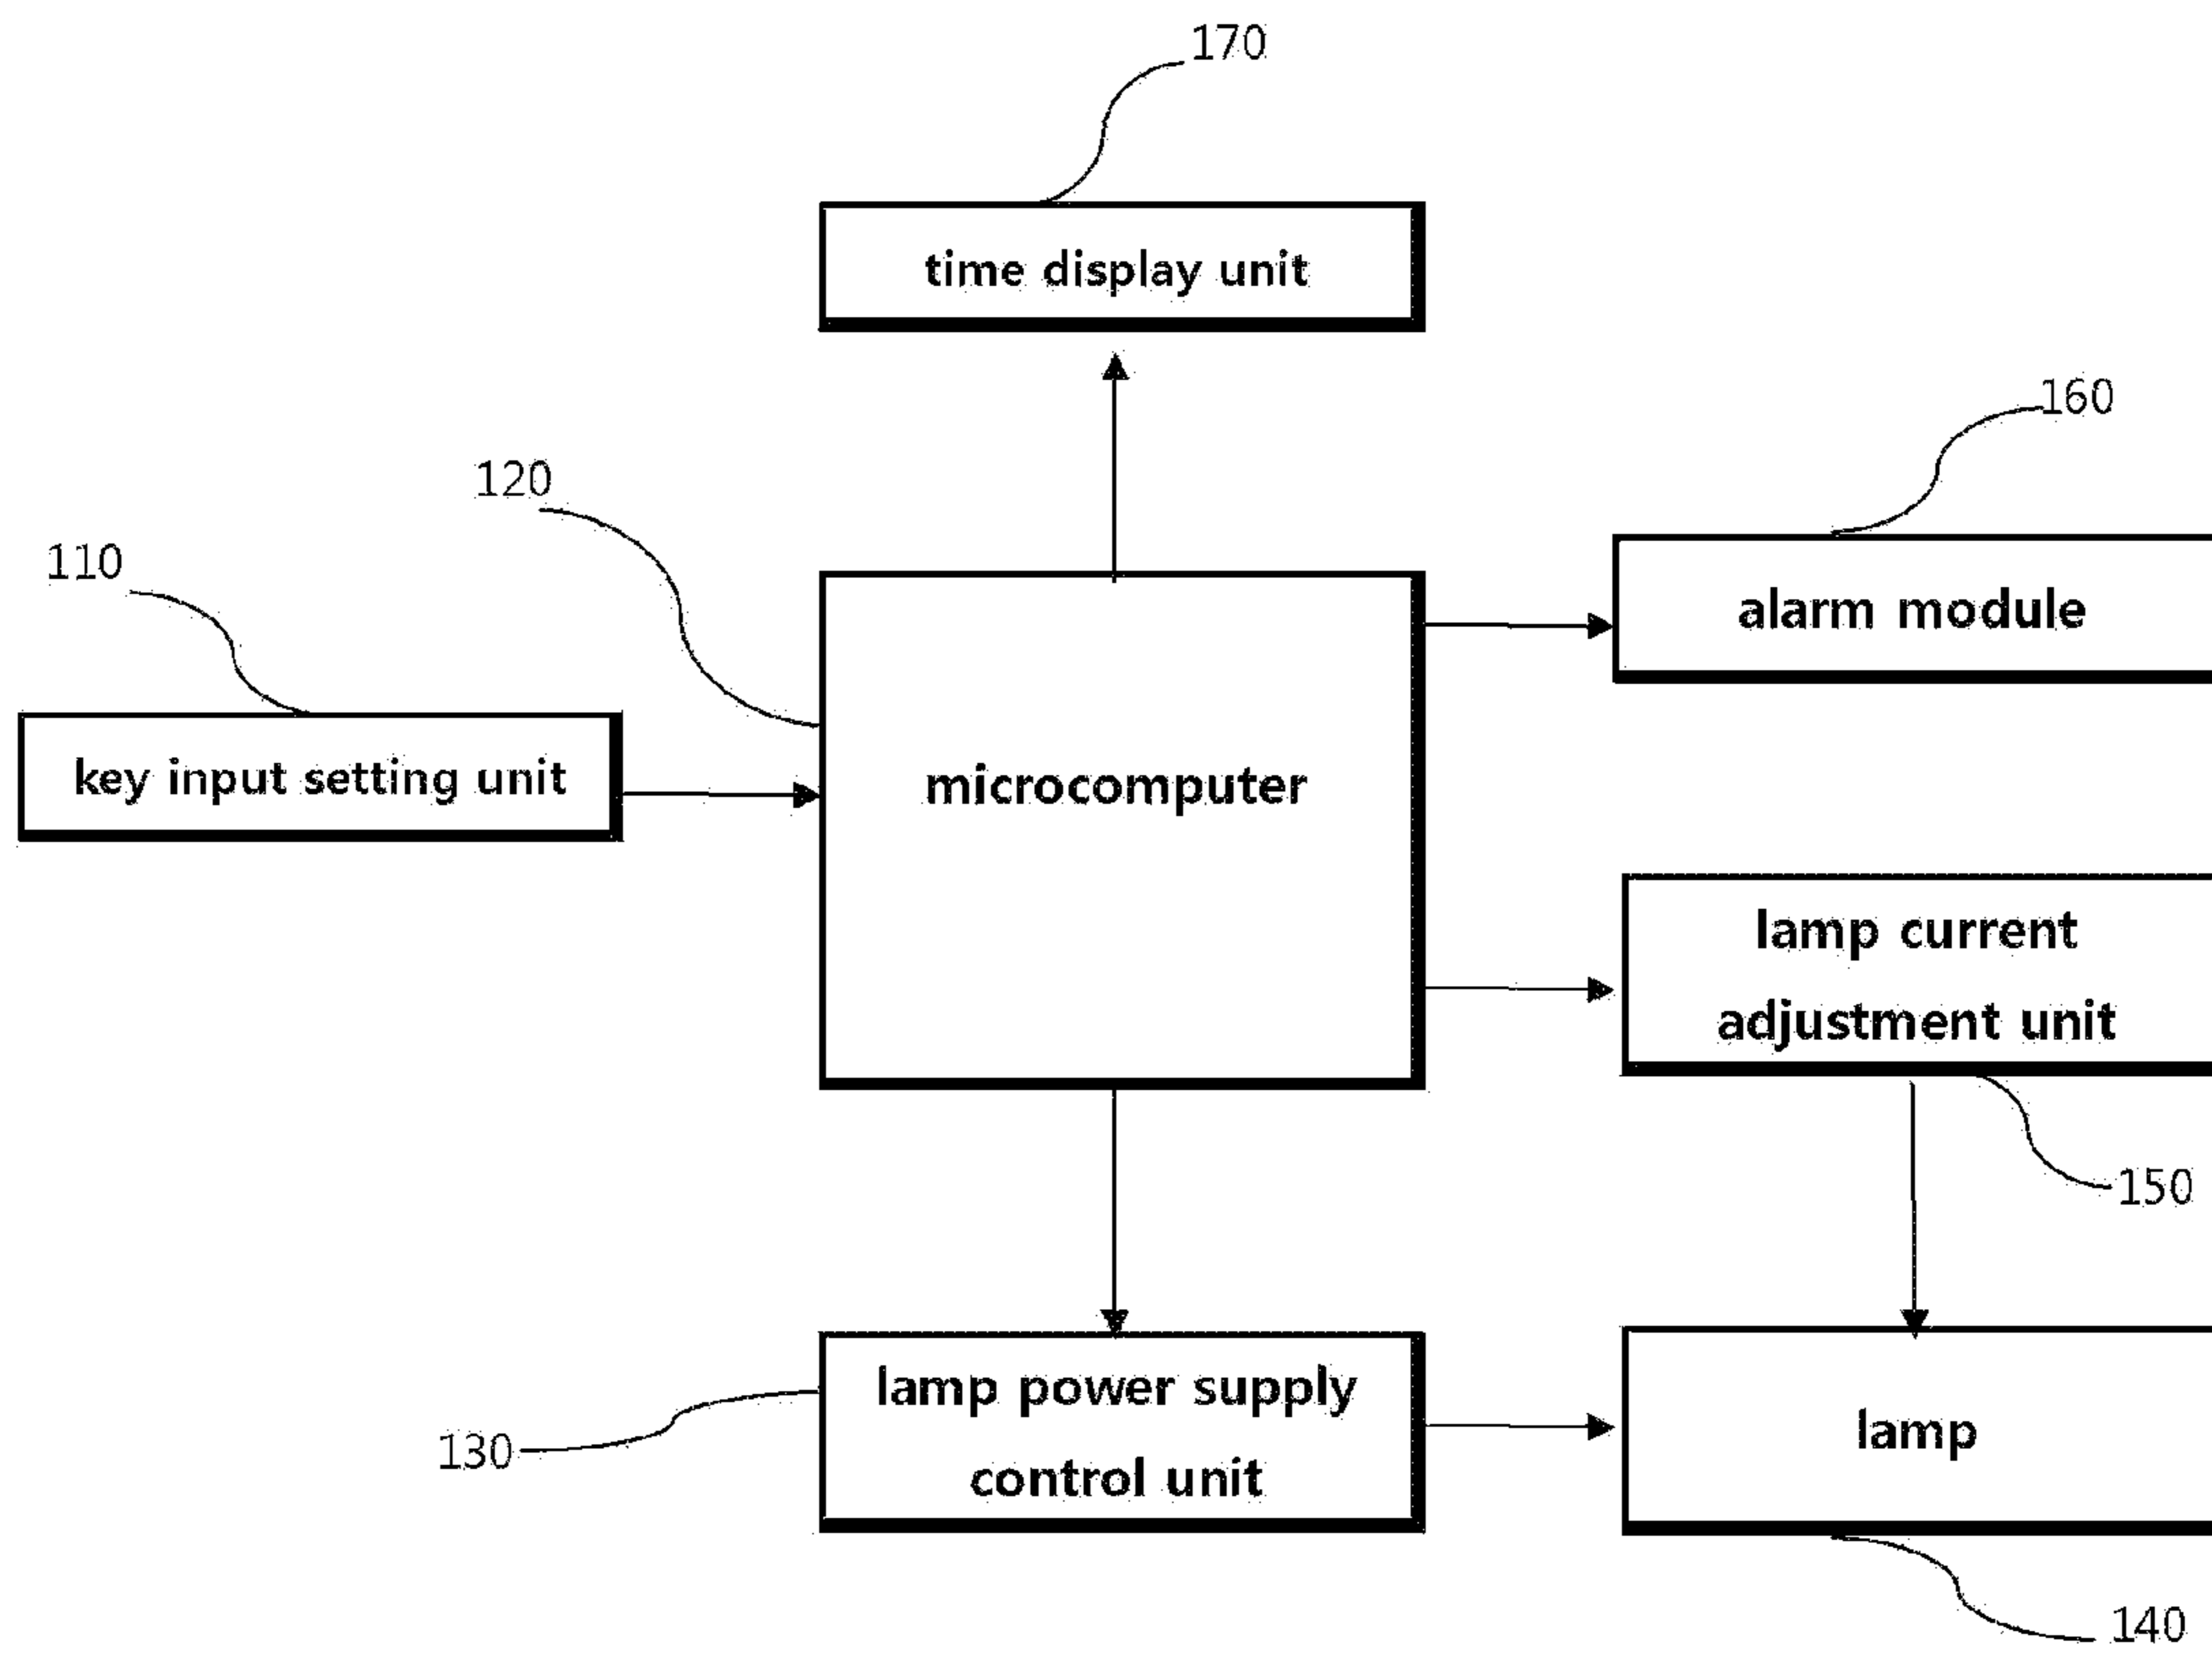 170
time display unit
160
120
110
alarm module
key input setting unit
microcomputer
lamp current
adjustment unit
150
lamp power supply
control unit
130
lamp
140